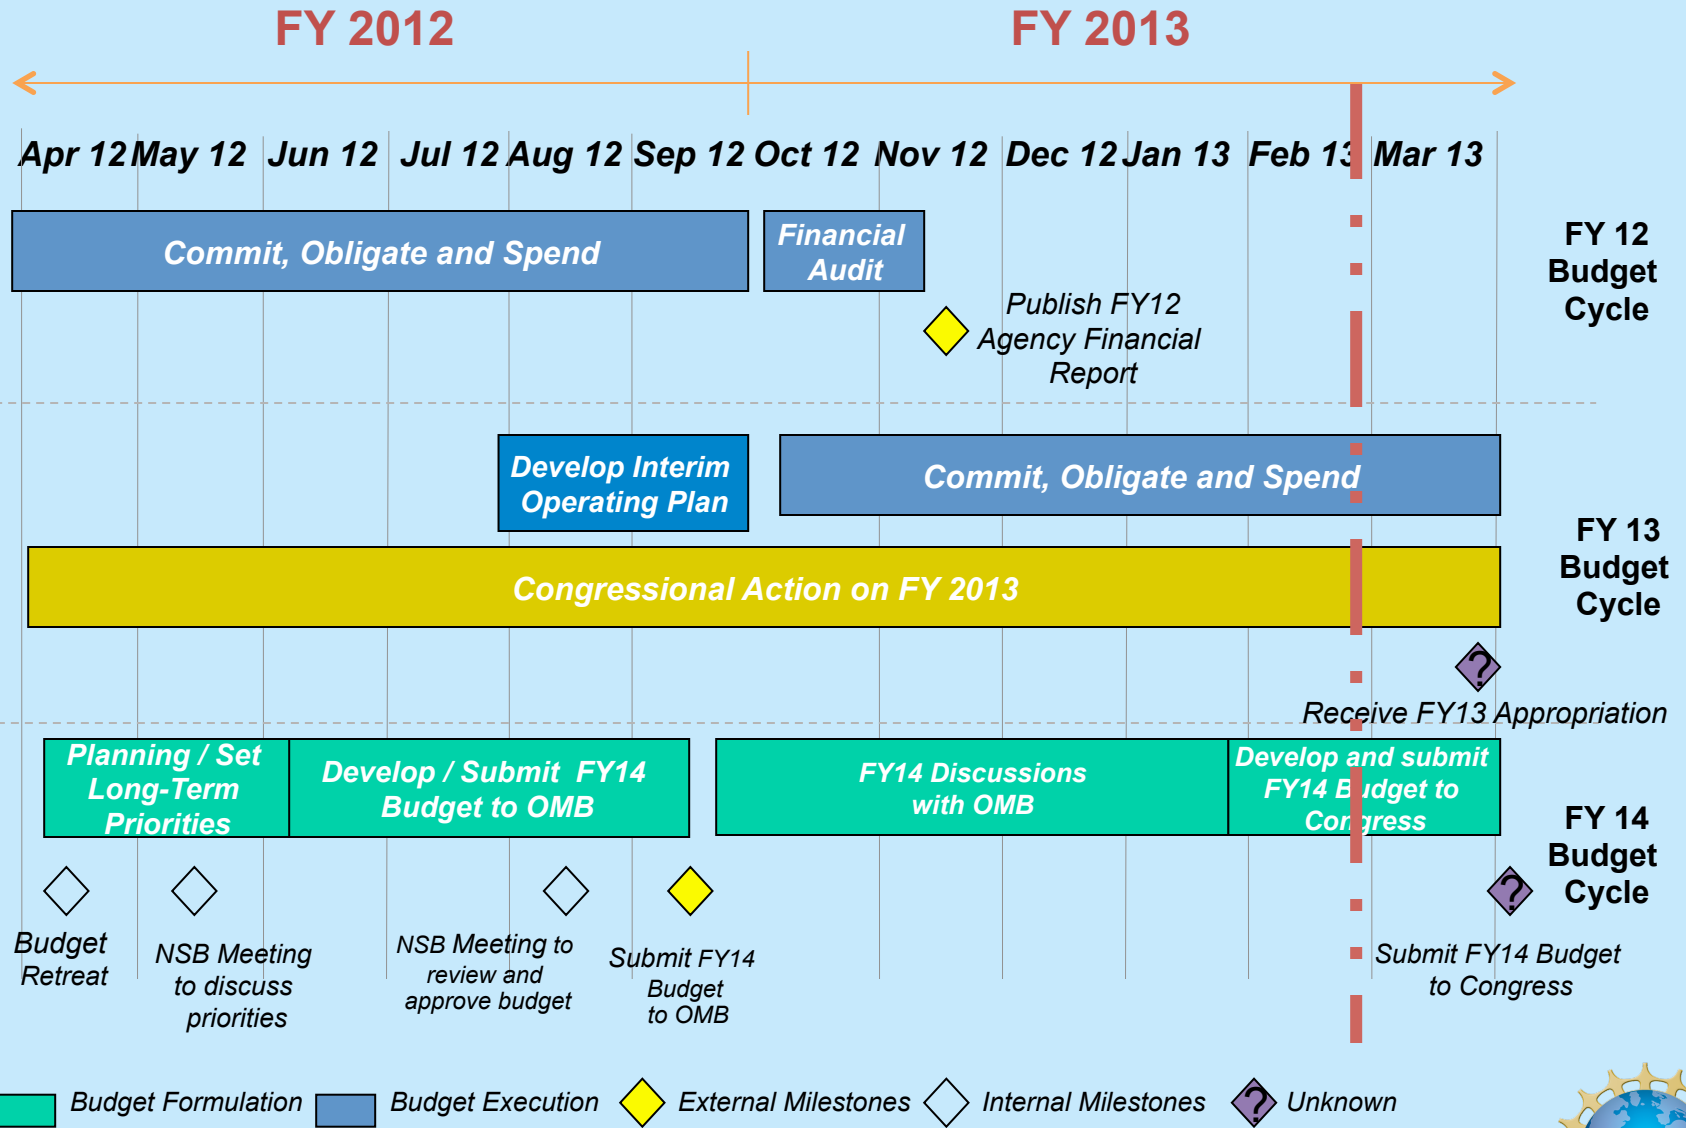 FY 2012
FY 2013
Apr 12 May 12 Jun 12 Jul 12 Aug 12 Sep 12 Oct 12 Nov 12 Dec 12 Jan 13 Feb 13 Mar 13
Commit, Obligate and Spend
Financial
Audit
Publish FY12
Agency Financial
Report
FY 12
Budget
Cycle
Develop Interim
Operating Plan
Commit, Obligate and Spend
Congressional Action on FY 2013
?
Receive FY13 Appropriation
FY 13
Budget
Cycle
Planning / Set
Long-Term
Priorities
Develop / Submit FY14
Budget to OMB
FY14 Discussions
with OMB
Develop and submit
FY14 Budget to
Congress
FY 14
Budget
Cycle
Budget
Retreat
NSB Meeting
to discuss
priorities
NSB Meeting to
review and
approve budget
Submit FY14
Budget
to OMB
?
Submit FY14 Budget
to Congress
Budget Formulation
Budget Execution
External Milestones
Internal Milestones
?
Unknown